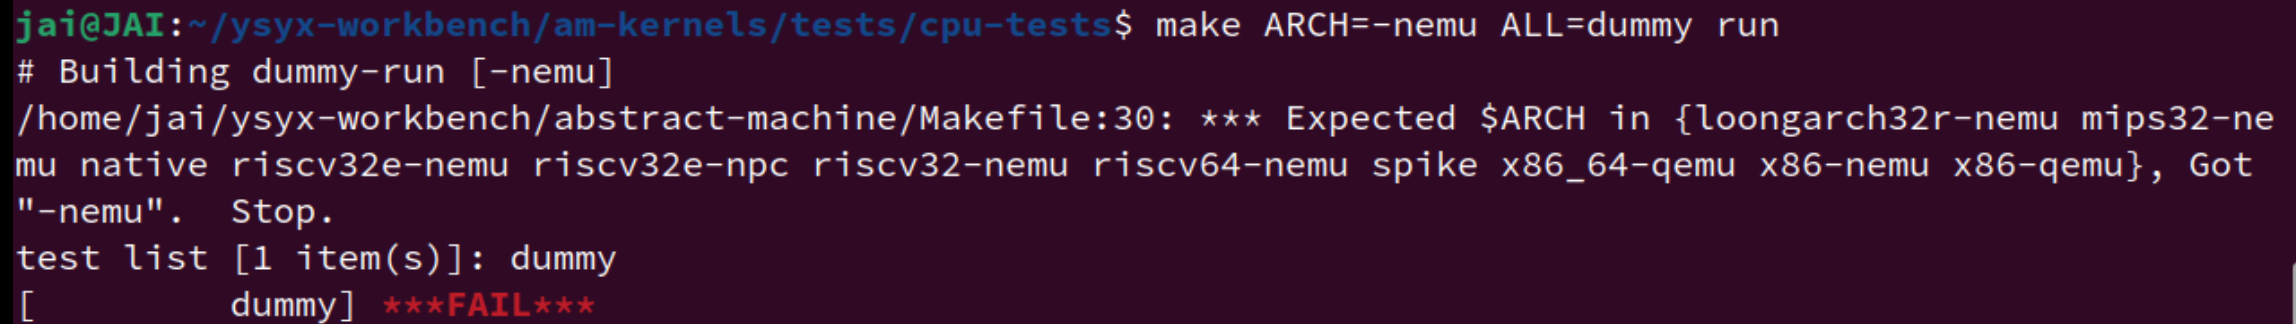 jai@JAI:~/ysyx-workbench/am-kernels/tests/cpu-tests$ make ARCH=-nemu ALL=dummy run
# Building dummy-run [-nemu]
/home/jai/ysyx-workbench/abstract-machine/Makefile:30: *** Expected $ARCH in {loongarch32r-nemu mips32-ne
mu native riscv32e-nemu riscv32e-npc riscv32-nemu riscv64-nemu spike x86_64-qemu x86-nemu x86-qemu}, Got
"-nemu".  Stop.
test list [1 item(s)]: dummy
[         dummy] ***FAIL***